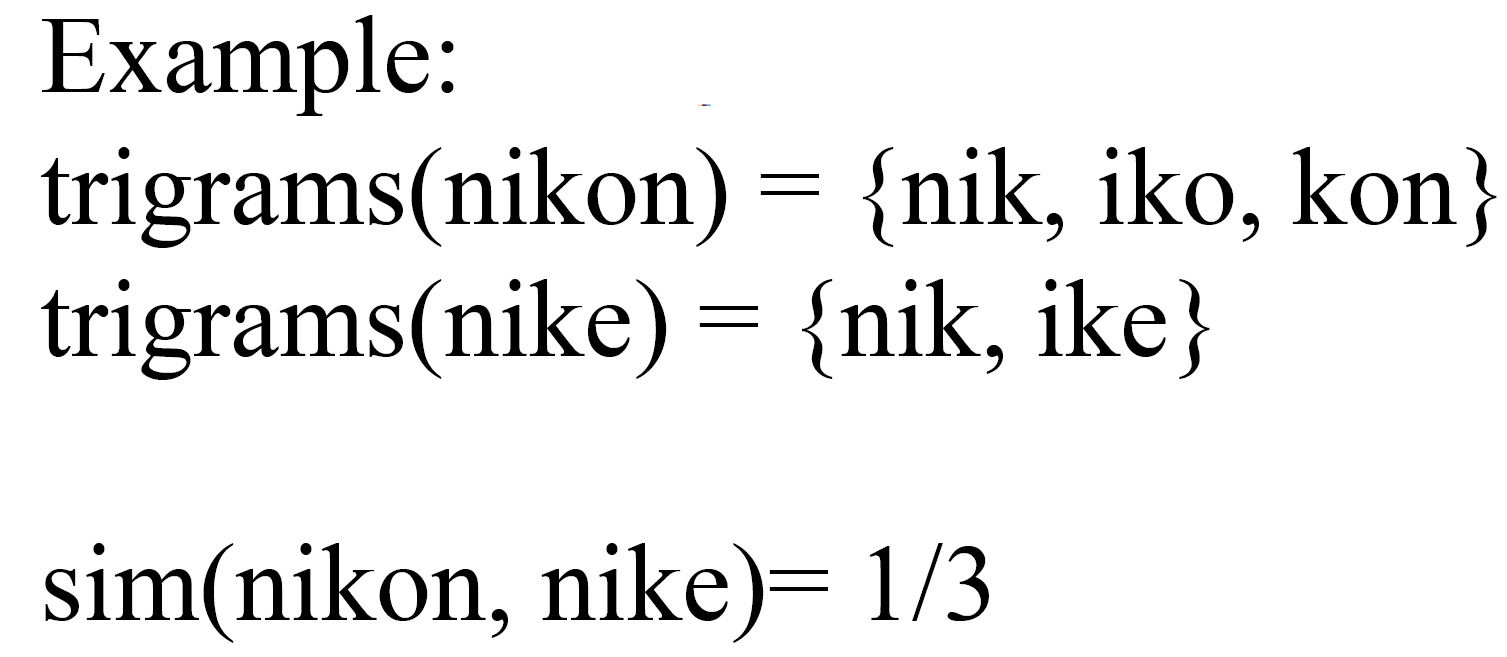 Example:
trigrams(nikon) = {nik, iko, kon}
trigrams(nike) = {nik, ike}
sim(nikon, nike)= 1/3